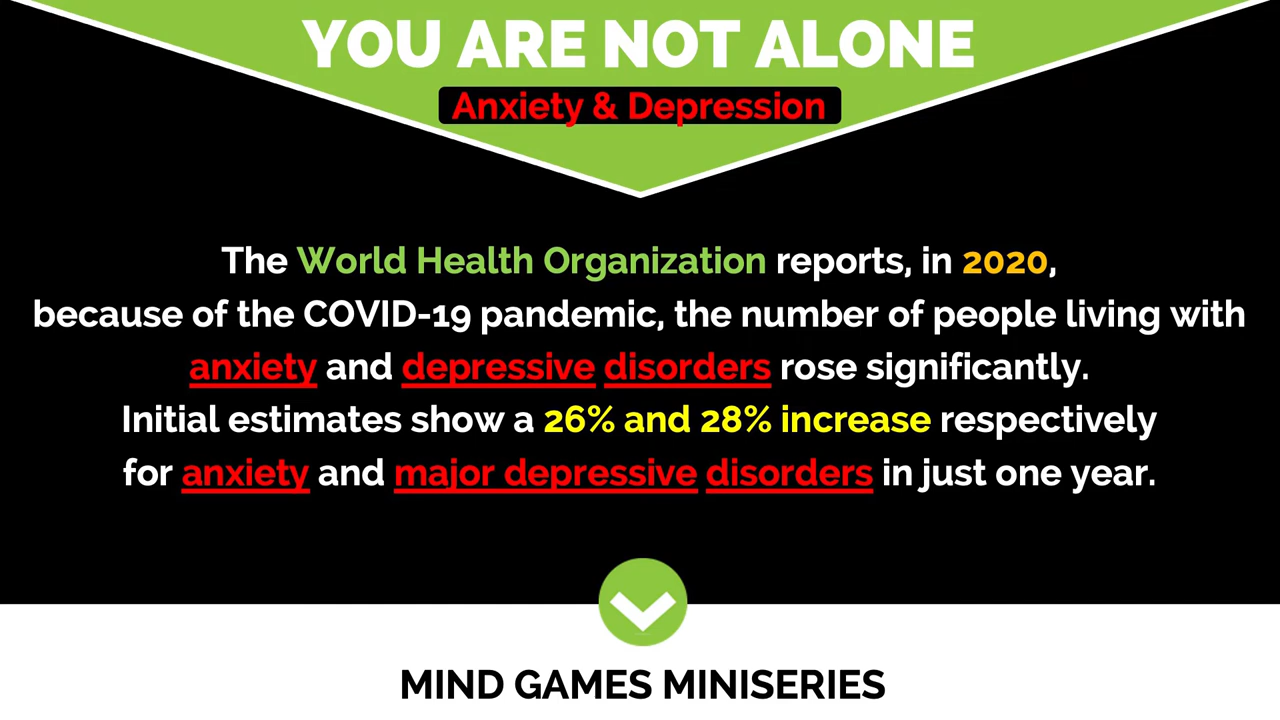 YOU ARE NOT ALONE
Anxiety & Depression
The World Health Organization reports, in 2020,
because of the COVID-19 pandemic, the number of people living with
anxiety and depressive disorders rose significantly.
Initial estimates show a 26% and 28% increase respectively
for anxiety and major depressive disorders in just one year.
MIND GAMES MINISERIES